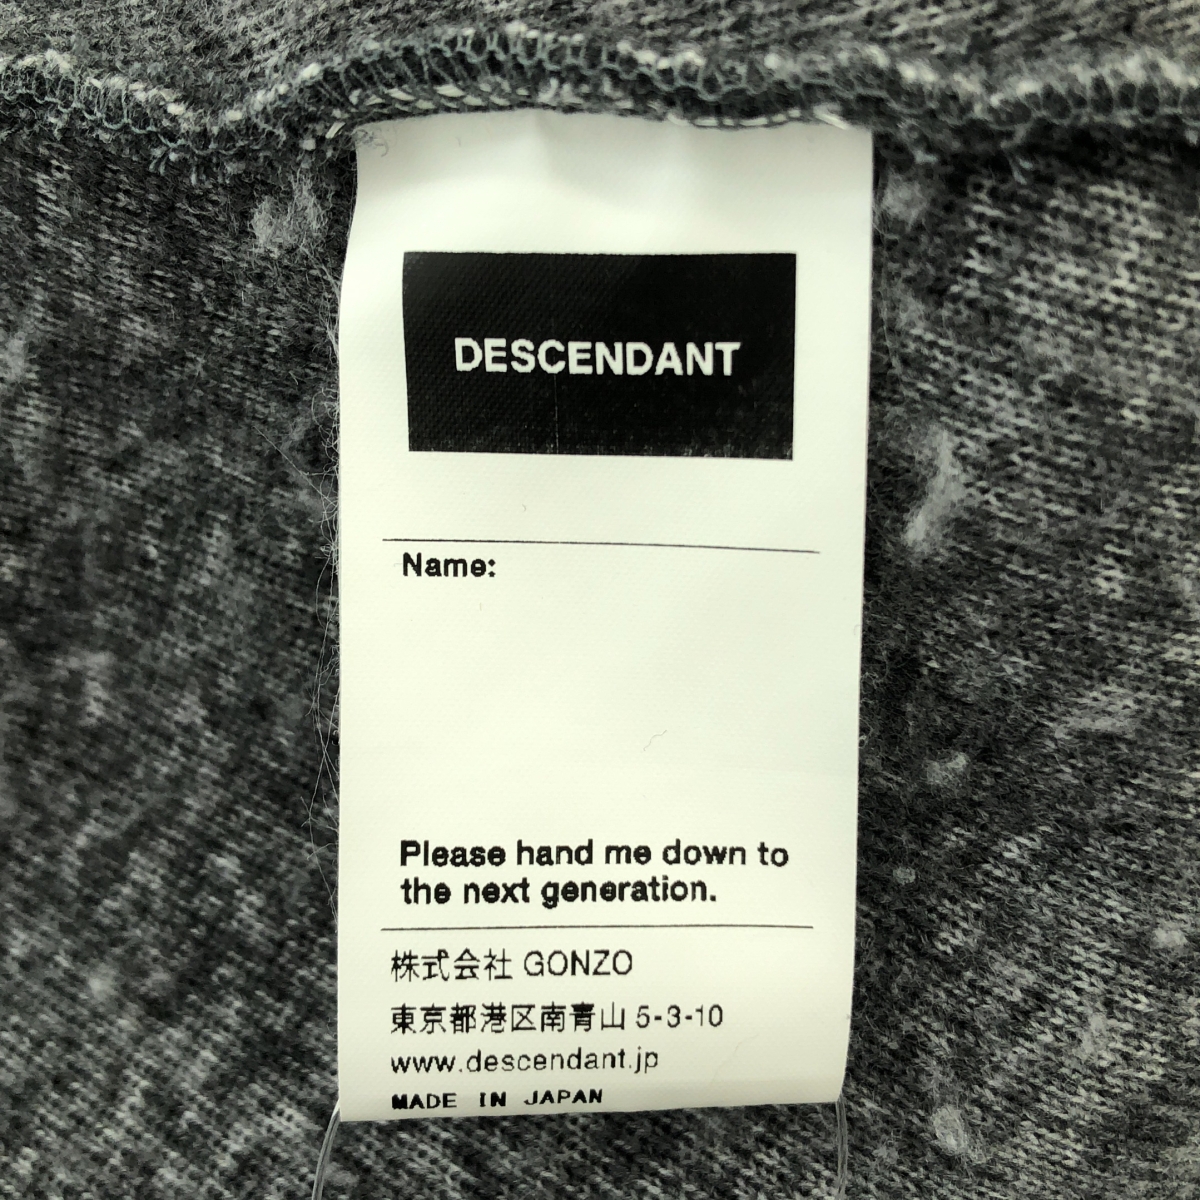 DESCENDANT
Name:
Please hand me down to
the next generation.
株式会社 GONZO
東京都港区南青山 5-3-10
www.descendant.jp
MADE IN JAPAN